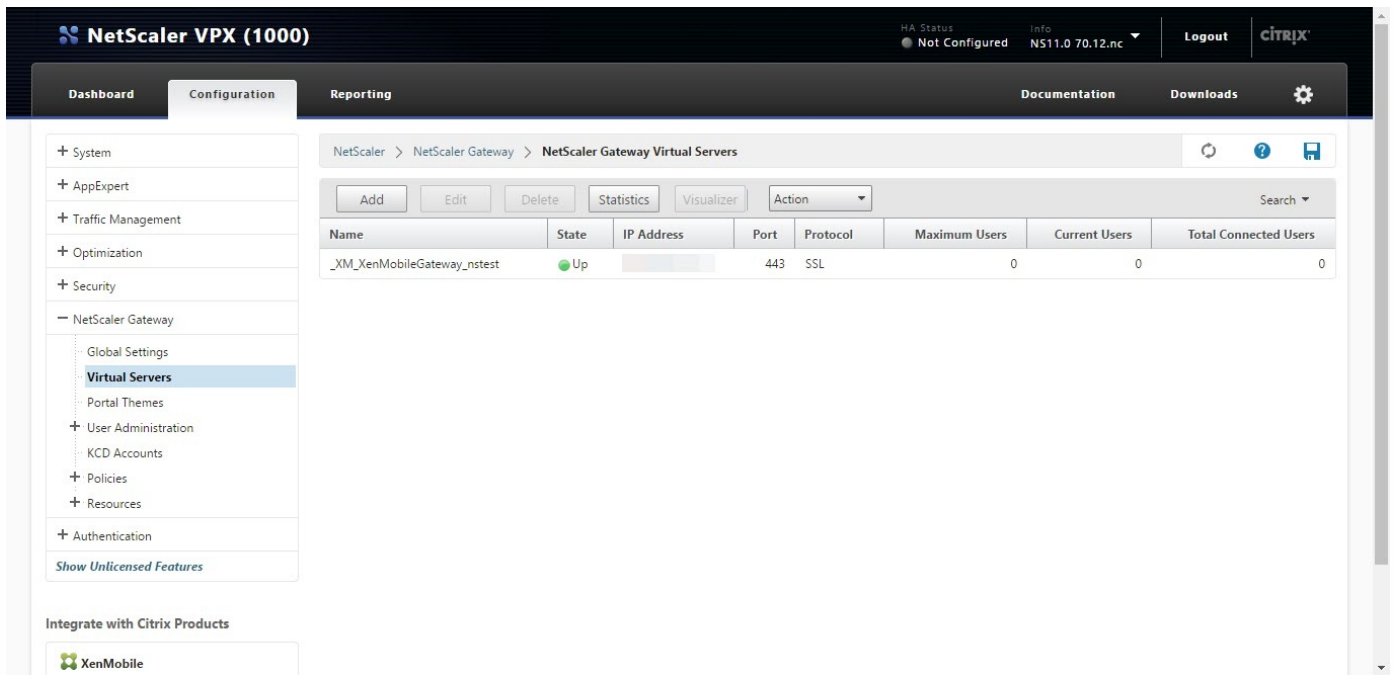 NetScaler VPX (1000)
HA Status
Not Configured
Info
NS11.0 70.12.nc
Logout
CİTRIX
Dashboard
Configuration
Reporting
Documentation
Downloads
+ System
+ AppExpert
+ Traffic Management
+ Optimization
+ Security
− NetScaler Gateway
Global Settings
Virtual Servers
Portal Themes
+ User Administration
KCD Accounts
+ Policies
+ Resources
+ Authentication
Show Unlicensed Features
Integrate with Citrix Products
XenMobile
NetScaler > NetScaler Gateway > NetScaler Gateway Virtual Servers
?
Add Edit Delete Statistics Visualizer Action Search
Name State IP Address Port Protocol Maximum Users Current Users Total Connected Users
_XM_XenMobileGateway_nstest Up 443 SSL 0 0 0